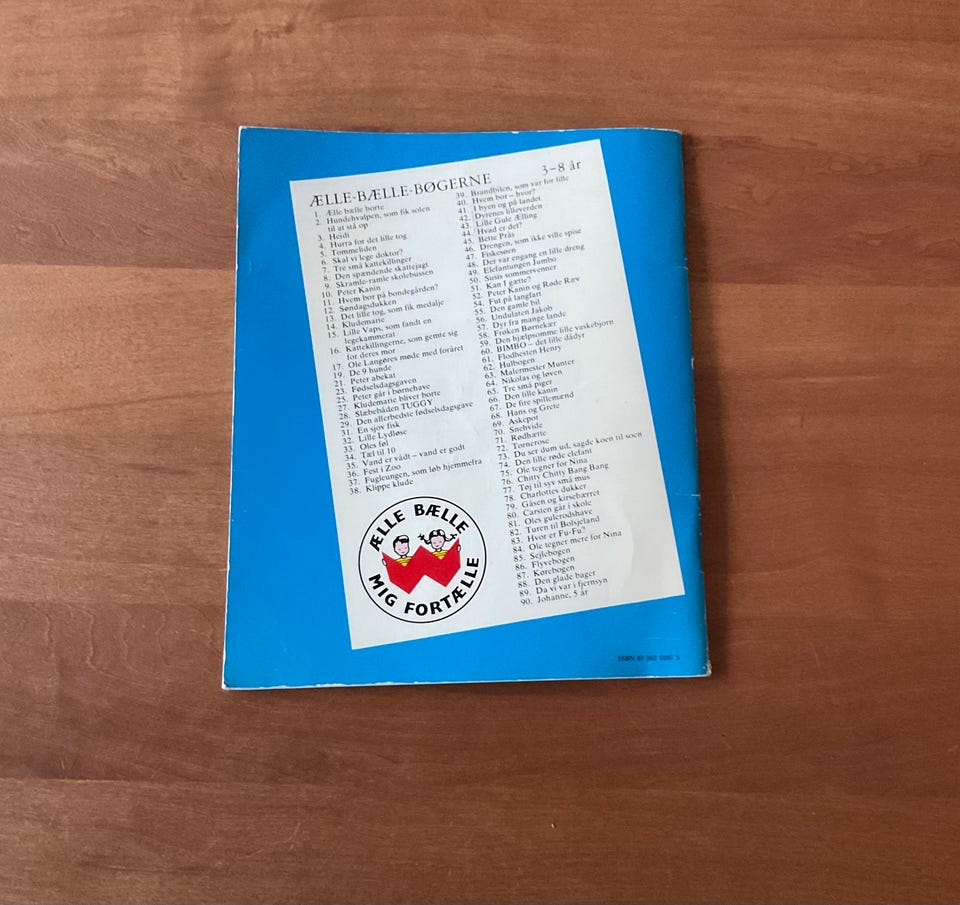 ÆLLE-BÆLLE-BØGERNE
3-8 år
1. Ælle bælle borte
2. Hundehvalpen, som fik solen
til at stå op
3. Heidi
4. Hurra for det lille tog
5. Tommeliden
6. Skal vi lege doktor?
7. Tre små kattekillinger
8. Den spændende skattejagt
9. Skramle-ramle skolebussen
10. Peter Kanin
11. Hvem bor på bondegården?
12. Søndagsdukken
13. Det lille tog, som fik medalje
14. Kludemarie
15. Lille Vaps, som fandt en
legekammerat
16. Kattekillingerne, som gemte sig
for deres mor
17. Ole Langøres møde med foråret
19. De 9 hunde
21. Peter abekat
23. Fødselsdagsgaven
25. Peter går i børnehave
27. Kludemarie bliver borte
28. Slæbebåden TUGGY
29. Den allerbedste fødselsdagsgave
31. En sjov fisk
32. Lille Lydløse
33. Oles føl
34. Tæl til 10
35. Vand er vådt – vand er godt
36. Fest i Zoo
37. Fugleungen, som løb hjemmefra
38. Klippe klude
39. Brandbilen, som var for lille
40. Hvem bor – hvor?
41. I byen og på landet
42. Dyrenes lilleverden
43. Lille Gule Ælling
44. Hvad er det?
45. Bette Prås
46. Drengen, som ikke ville spise
47. Fiskesøen
48. Der var engang en lille dreng
49. Elefantungen Jumbo
50. Susis sommervenner
51. Kan I gætte?
52. Peter Kanin og Røde Ræv
54. Fut på langfart
55. Den gamle bil
56. Undulaten Jakob
57. Dyr fra mange lande
58. Frøken Børnekær
59. Den hjælpsomme lille vaskebjørn
60. BIMBO – det lille dådyr
61. Flodhesten Henry
62. Hulbogen
63. Malermester Munter
64. Nikolas og løven
65. Tre små piger
66. Den lille kanin
67. De fire spillemænd
68. Hans og Grete
69. Askepot
70. Snehvide
71. Rødhætte
72. Tornerose
73. Du ser dum ud, sagde koen til soen
74. Den lille røde elefant
75. Ole tegner for Nina
76. Chitty Chitty Bang Bang
77. Tøj til syv små mus
78. Charlottes dukker
79. Gåsen og kirsebærret
80. Carsten går i skole
81. Oles gulerodshave
82. Turen til Bolsjeland
83. Hvor er Fu-Fu?
84. Ole tegner mere for Nina
85. Sejlebogen
86. Flyvebogen
87. Kørebogen
88. Den glade bager
89. Da vi var i fjernsyn
90. Johanne, 5 år
ÆLLE BÆLLE
MIG FORTÆLLE
ISBN 87